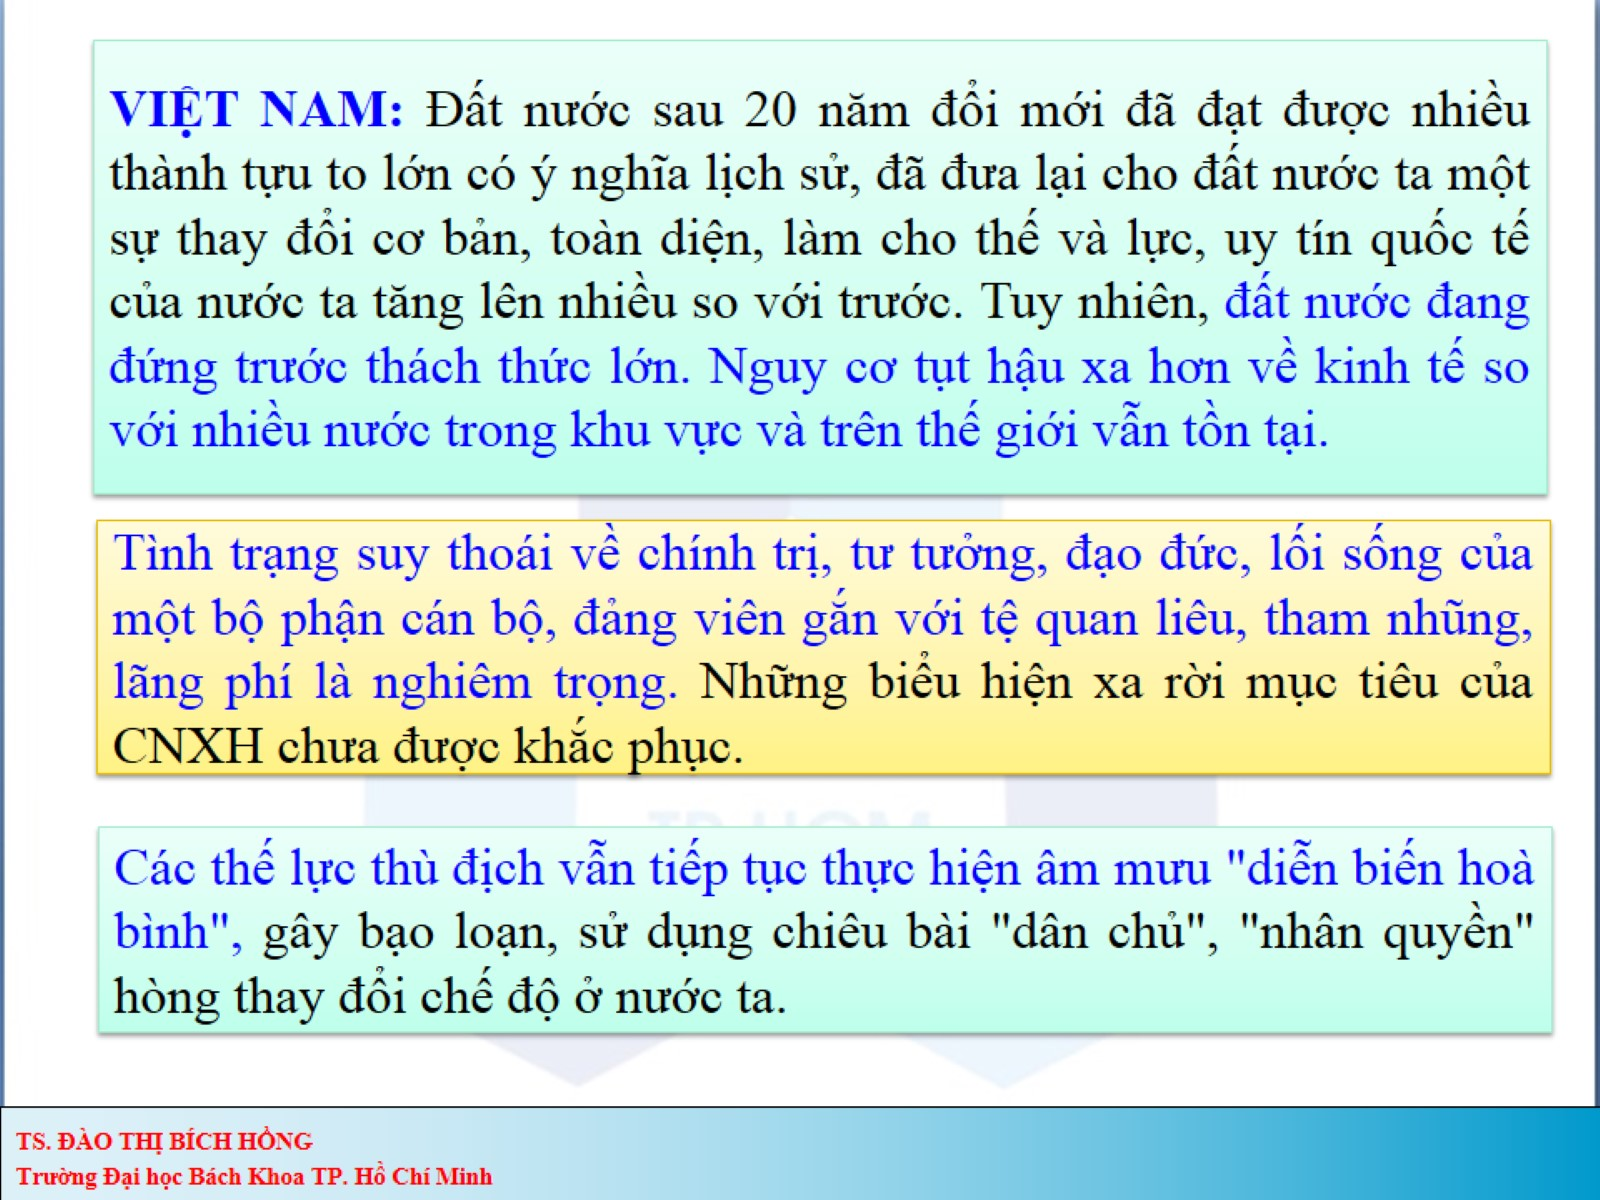 VIỆT NAM: Đất nước sau 20 năm đổi mới đã đạt được nhiều
thành tựu to lớn có ý nghĩa lịch sử, đã đưa lại cho đất nước ta một
sự thay đổi cơ bản, toàn diện, làm cho thế và lực, uy tín quốc tế
của nước ta tăng lên nhiều so với trước. Tuy nhiên, đất nước đang
đứng trước thách thức lớn. Nguy cơ tụt hậu xa hơn về kinh tế so
với nhiều nước trong khu vực và trên thế giới vẫn tồn tại.
Tình trạng suy thoái về chính trị, tư tưởng, đạo đức, lối sống của
một bộ phận cán bộ, đảng viên gắn với tệ quan liêu, tham nhũng,
lãng phí là nghiêm trọng. Những biểu hiện xa rời mục tiêu của
CNXH chưa được khắc phục.
Các thế lực thù địch vẫn tiếp tục thực hiện âm mưu "diễn biến hoà
bình", gây bạo loạn, sử dụng chiêu bài "dân chủ", "nhân quyền"
hòng thay đổi chế độ ở nước ta.
TS. ĐÀO THỊ BÍCH HỒNG
Trường Đại học Bách Khoa TP. Hồ Chí Minh